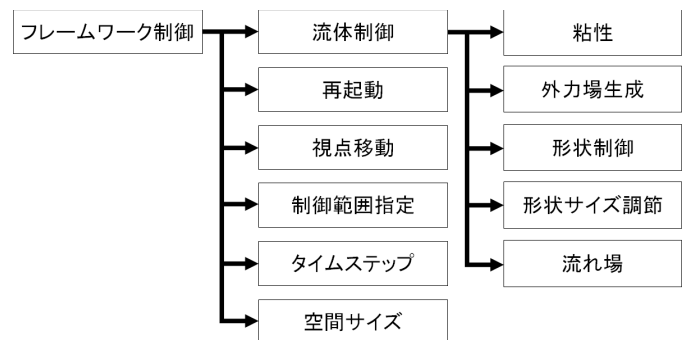 フレームワーク制御
流体制御
再起動
視点移動
制御範囲指定
タイムステップ
空間サイズ
粘性
外力場生成
形状制御
形状サイズ調節
流れ場